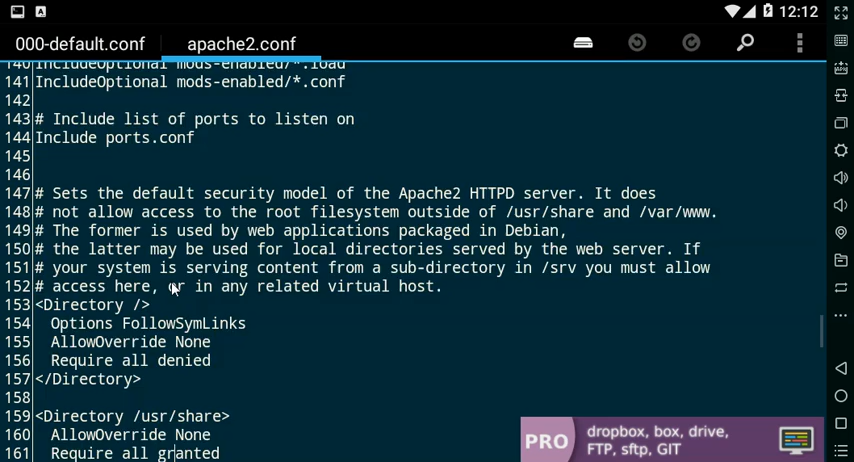 12:12
000-default.conf apache2.conf
140 IncludeOptional mods-enabled/*.load
141 IncludeOptional mods-enabled/*.conf
142
143 # Include list of ports to listen on
144 Include ports.conf
145
146
147 # Sets the default security model of the Apache2 HTTPD server. It does
148 # not allow access to the root filesystem outside of /usr/share and /var/www.
149 # The former is used by web applications packaged in Debian,
150 # the latter may be used for local directories served by the web server. If
151 # your system is serving content from a sub-directory in /srv you must allow
152 # access here, or in any related virtual host.
153 <Directory />
154 Options FollowSymLinks
155 AllowOverride None
156 Require all denied
157 </Directory>
158
159 <Directory /usr/share>
160 AllowOverride None
161 Require all granted
PRO dropbox, box, drive,
FTP, sftp, GIT